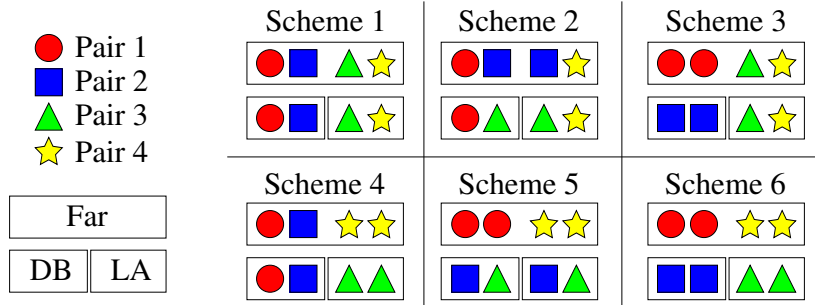 Pair 1
Pair 2
Pair 3
Pair 4
Far
DB LA
Scheme 1
Scheme 2
Scheme 3
Scheme 4
Scheme 5
Scheme 6